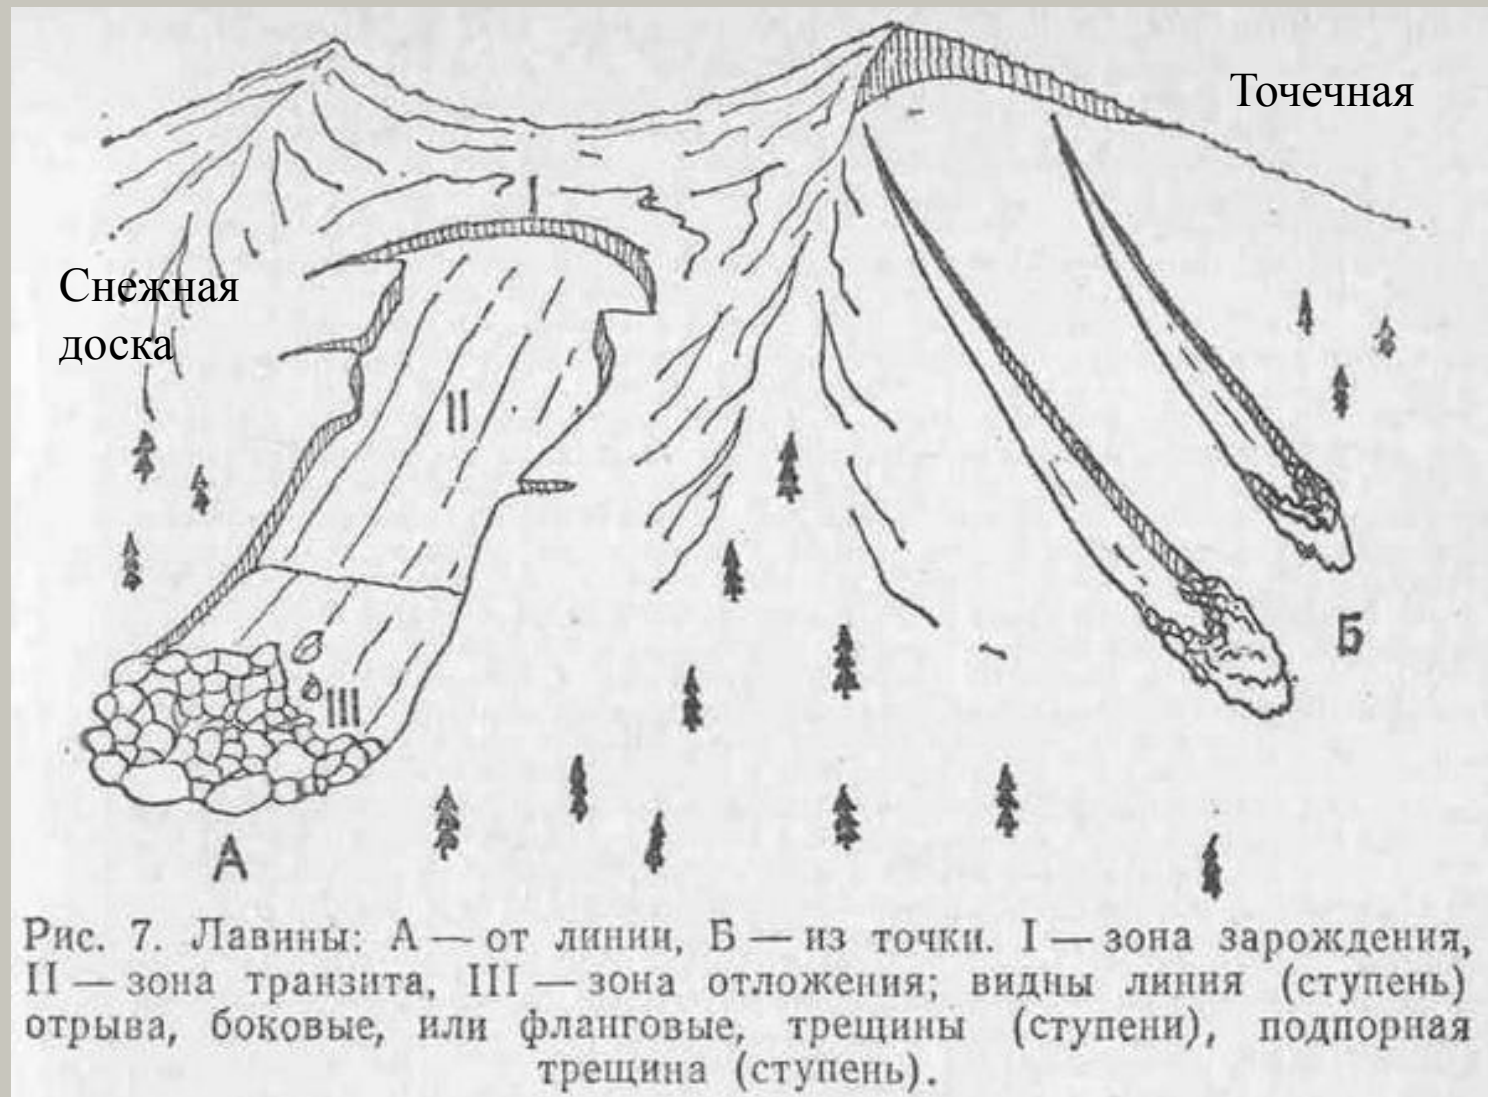 Точечная
I
Снежная
доска
II
Б
III
А
Рис. 7. Лавины: А — от линии, Б — из точки. I — зона зарождения,
II — зона транзита, III — зона отложения; видны линия (ступень)
отрыва, боковые, или фланговые, трещины (ступени), подпорная
трещина (ступень).